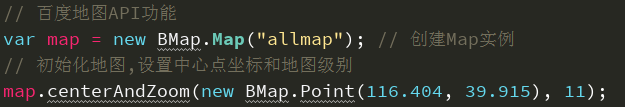 // 百度地图API功能
var map = new BMap.Map("allmap"); // 创建Map实例
// 初始化地图,设置中心点坐标和地图级别
map.centerAndZoom(new BMap.Point(116.404, 39.915), 11);